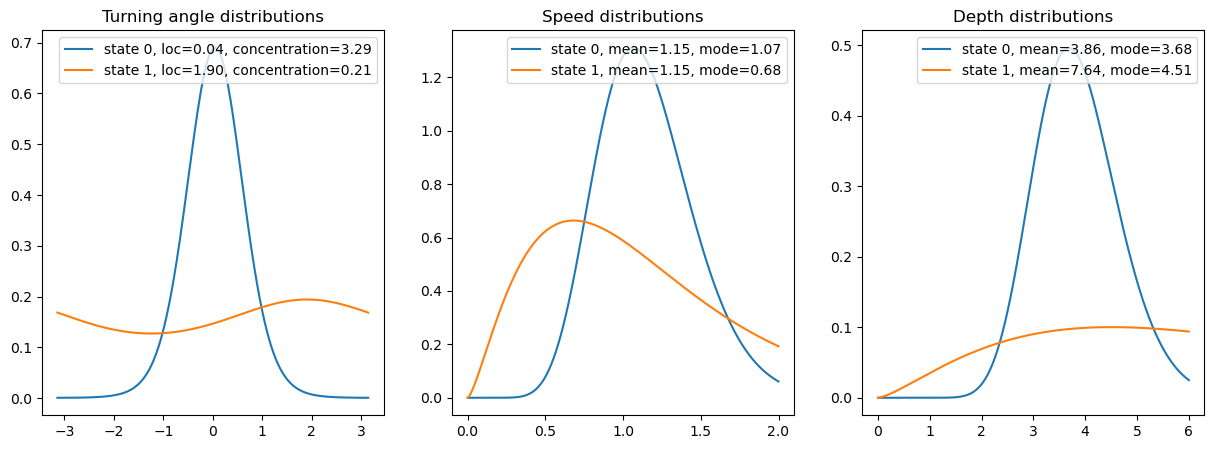 Turning angle distributions
state 0, loc=0.04, concentration=3.29
state 1, loc=1.90, concentration=0.21
0.7
0.6
0.5
0.4
0.3
0.2
0.1
0.0
−3 −2 −1 0 1 2 3
Speed distributions
state 0, mean=1.15, mode=1.07
state 1, mean=1.15, mode=0.68
1.2
1.0
0.8
0.6
0.4
0.2
0.0
0.0 0.5 1.0 1.5 2.0
Depth distributions
state 0, mean=3.86, mode=3.68
state 1, mean=7.64, mode=4.51
0.5
0.4
0.3
0.2
0.1
0.0
0 1 2 3 4 5 6